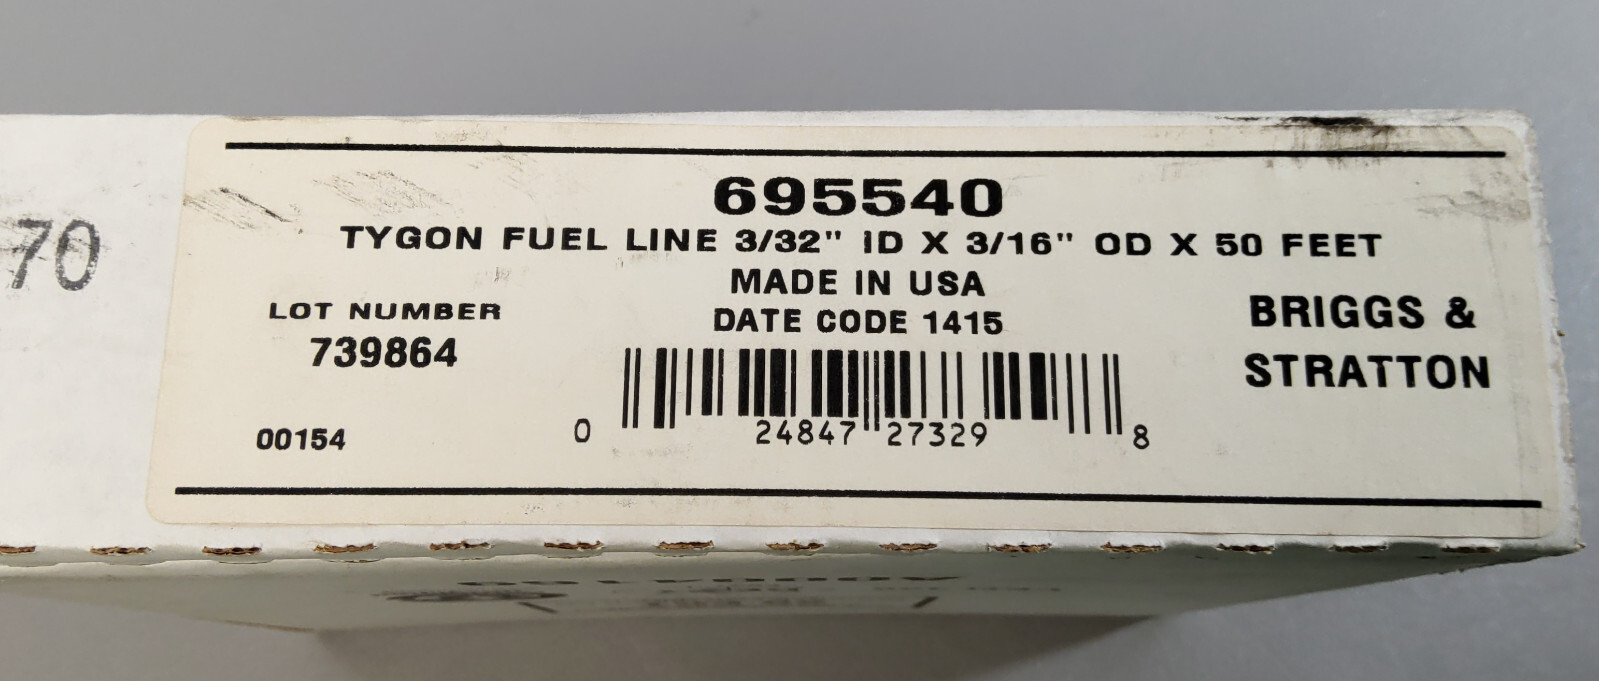 70
695540
TYGON FUEL LINE 3/32" ID X 3/16" OD X 50 FEET
MADE IN USA
DATE CODE 1415
LOT NUMBER
739864
00154
BRIGGS &
STRATTON
0 24847 27329 8